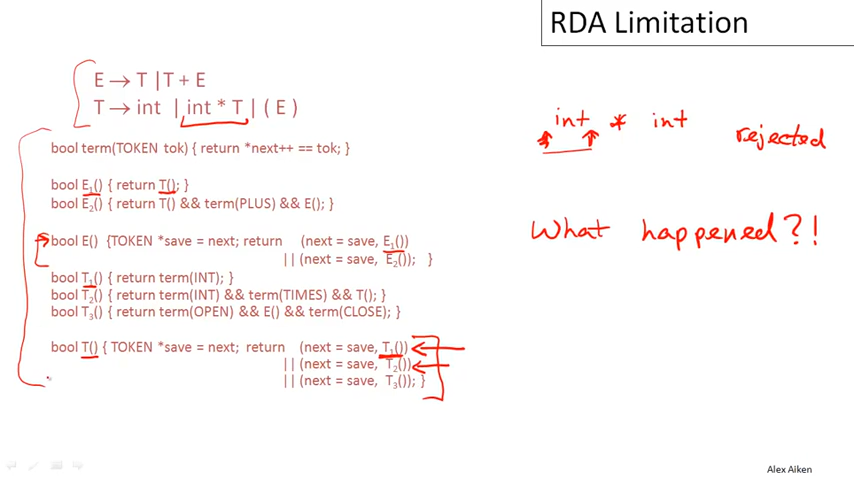 RDA Limitation
E → T | T + E
T → int | int * T | ( E )
bool term(TOKEN tok) { return *next++ == tok; }
bool E₁() { return T(); }
bool E₂() { return T() && term(PLUS) && E(); }
bool E() {TOKEN *save = next; return (next = save, E₁())
|| (next = save, E₂()); }
bool T₁() { return term(INT); }
bool T₂() { return term(INT) && term(TIMES) && T(); }
bool T₃() { return term(OPEN) && E() && term(CLOSE); }
bool T() { TOKEN *save = next; return (next = save, T₁())
|| (next = save, T₂())
|| (next = save, T₃()); }
int * int rejected
What happened?!
Alex Aiken